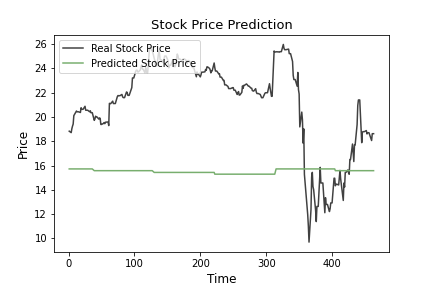 Stock Price Prediction
Real Stock Price
Predicted Stock Price
26
24
22
20
18
16
14
12
10
Price
0 100 200 300 400
Time